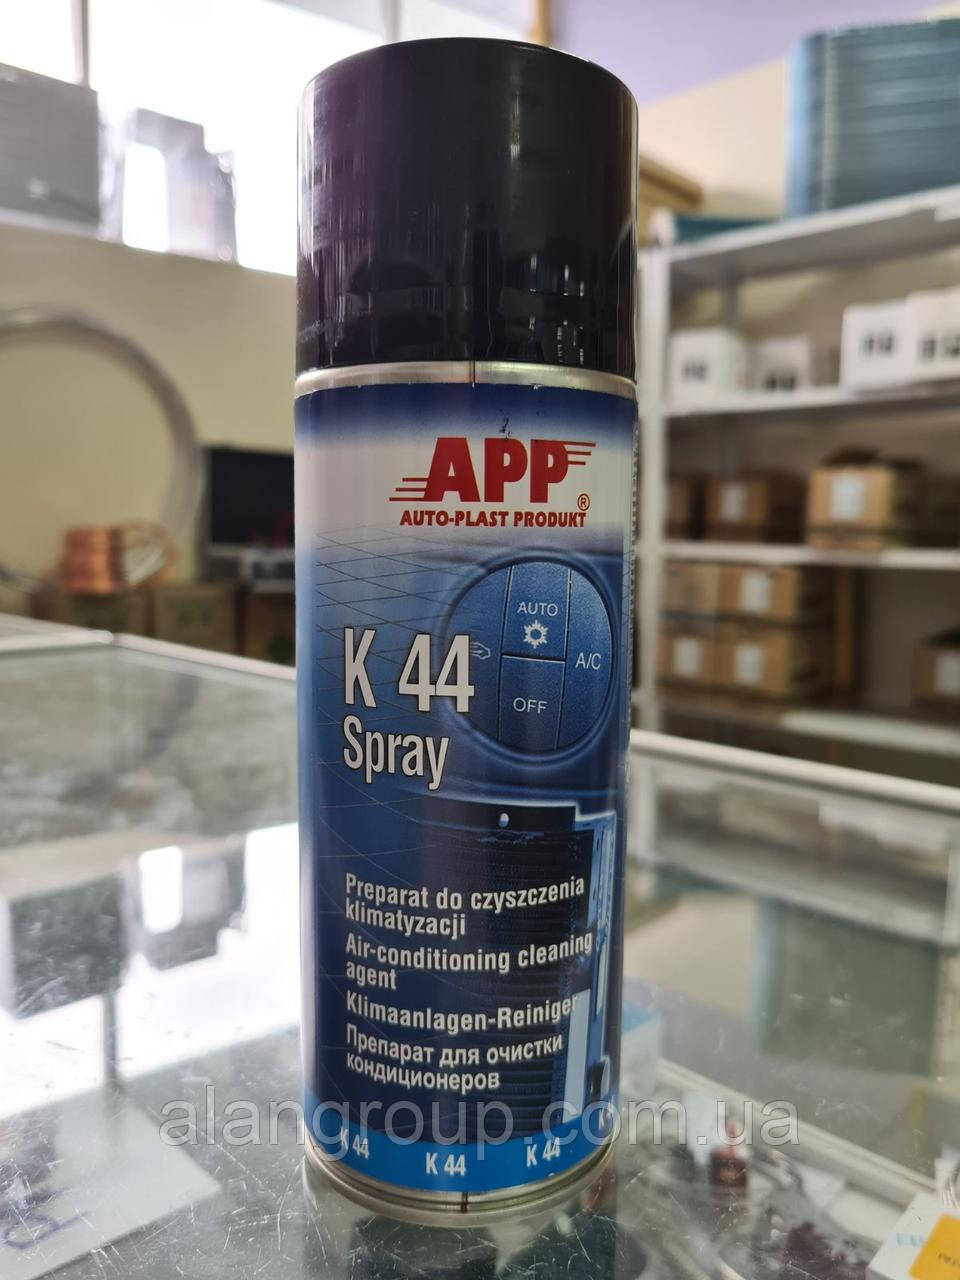 APP®
AUTO-PLAST PRODUKT
AUTO
A/C
OFF
K 44
Spray
Preparat do czyszczenia
klimatyzacji
Air-conditioning cleaning
agent
Klimaanlagen-Reiniger
Препарат для очистки
кондиционеров
alangroup.com.ua
K 44
K 44
K 44